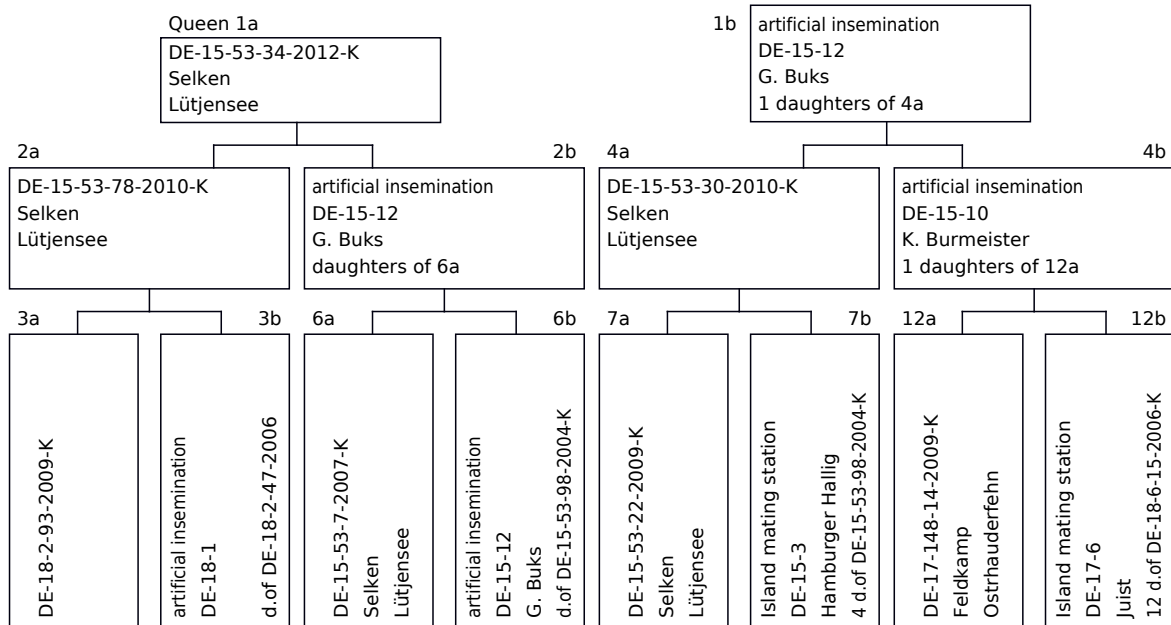 Queen 1a
DE-15-53-34-2012-K
Selken
Lütjensee
1b
artificial insemination
DE-15-12
G. Buks
1 daughters of 4a
2a
DE-15-53-78-2010-K
Selken
Lütjensee
2b
artificial insemination
DE-15-12
G. Buks
daughters of 6a
4a
DE-15-53-30-2010-K
Selken
Lütjensee
4b
artificial insemination
DE-15-10
K. Burmeister
1 daughters of 12a
3a
DE-18-2-93-2009-K
3b
artificial insemination
DE-18-1
d.of DE-18-2-47-2006
6a
DE-15-53-7-2007-K
Selken
Lütjensee
6b
artificial insemination
DE-15-12
G. Buks
d.of DE-15-53-98-2004-K
7a
DE-15-53-22-2009-K
Selken
Lütjensee
7b
Island mating station
DE-15-3
Hamburger Hallig
4 d.of DE-15-53-98-2004-K
12a
DE-17-148-14-2009-K
Feldkamp
Ostrhauderfehn
12b
Island mating station
DE-17-6
Juist
12 d.of DE-18-6-15-2006-K